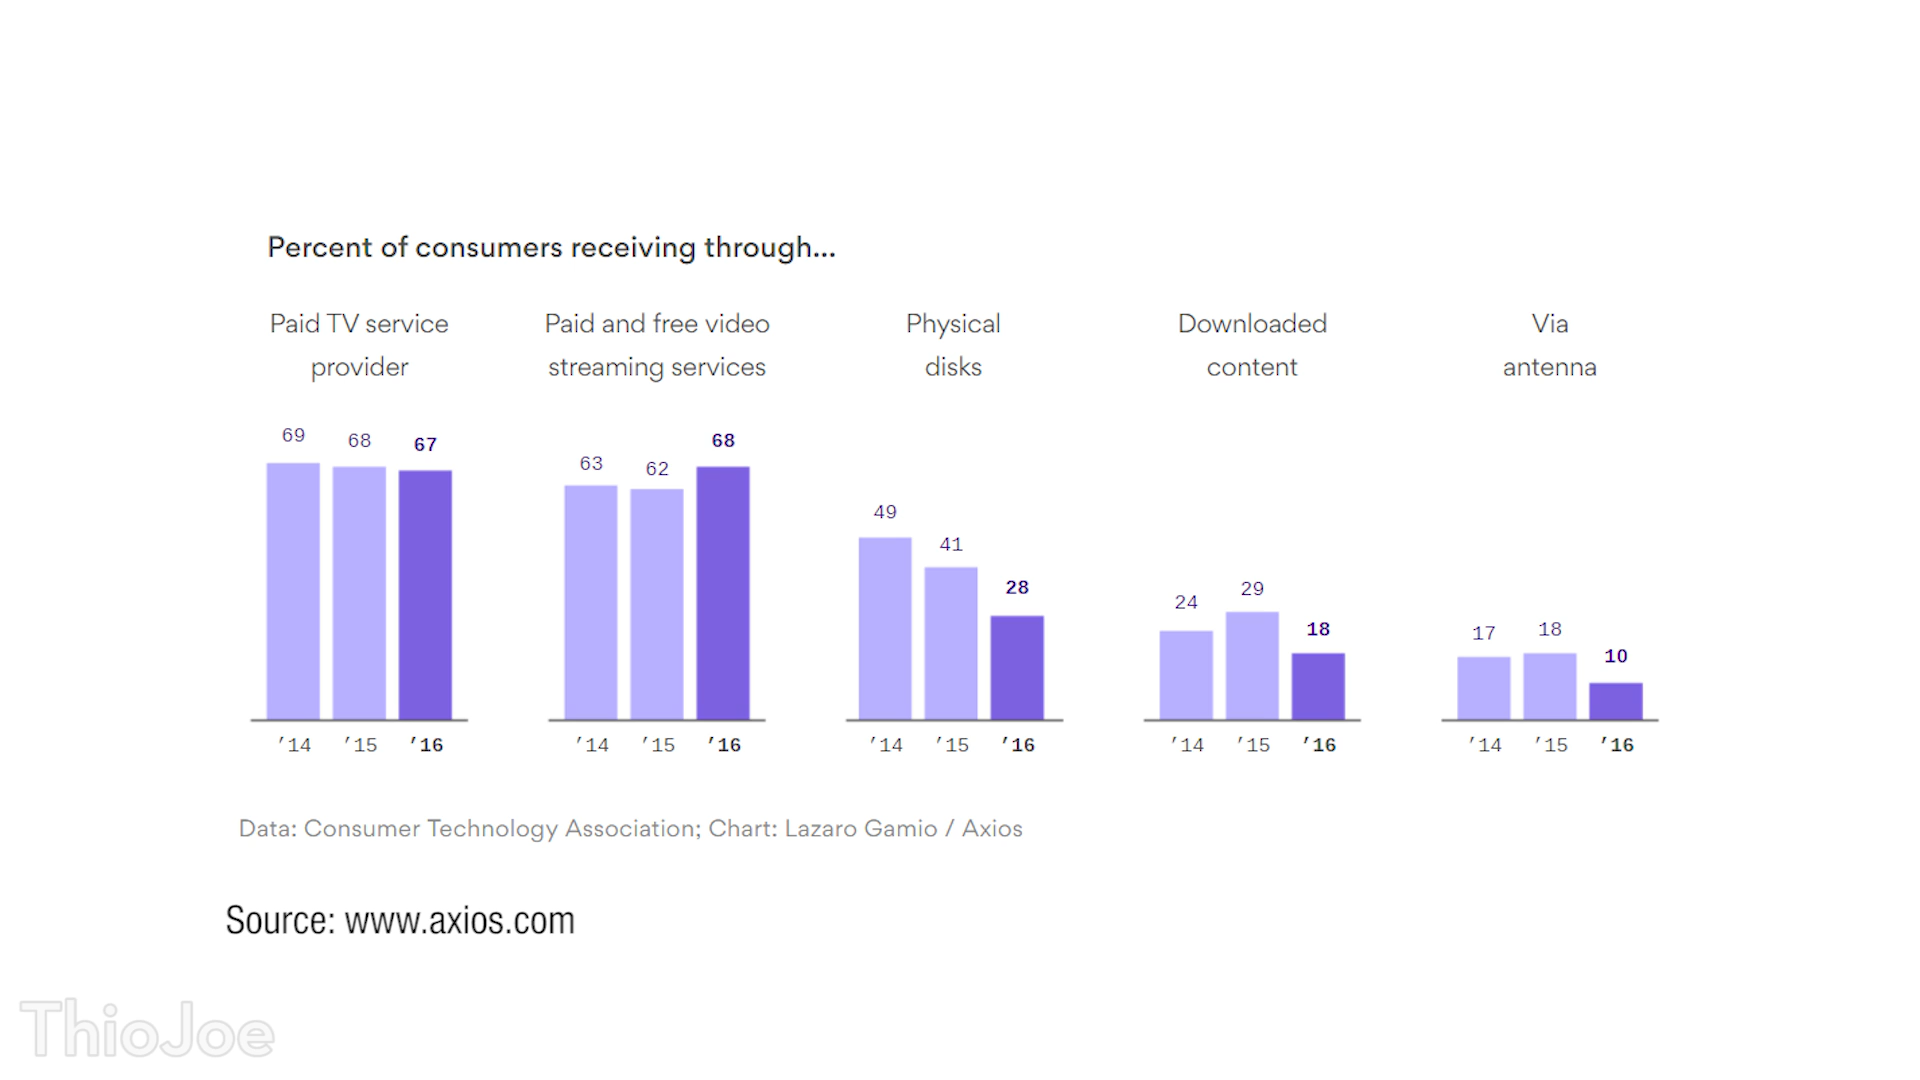 Percent of consumers receiving through...
Paid TV service
provider
69 68 67
’14 ’15 ’16
Paid and free video
streaming services
63 62 68
’14 ’15 ’16
Physical
disks
49 41 28
’14 ’15 ’16
Downloaded
content
24 29 18
’14 ’15 ’16
Via
antenna
17 18 10
’14 ’15 ’16
Data: Consumer Technology Association; Chart: Lazaro Gamio / Axios
Source: www.axios.com
ThioJoe